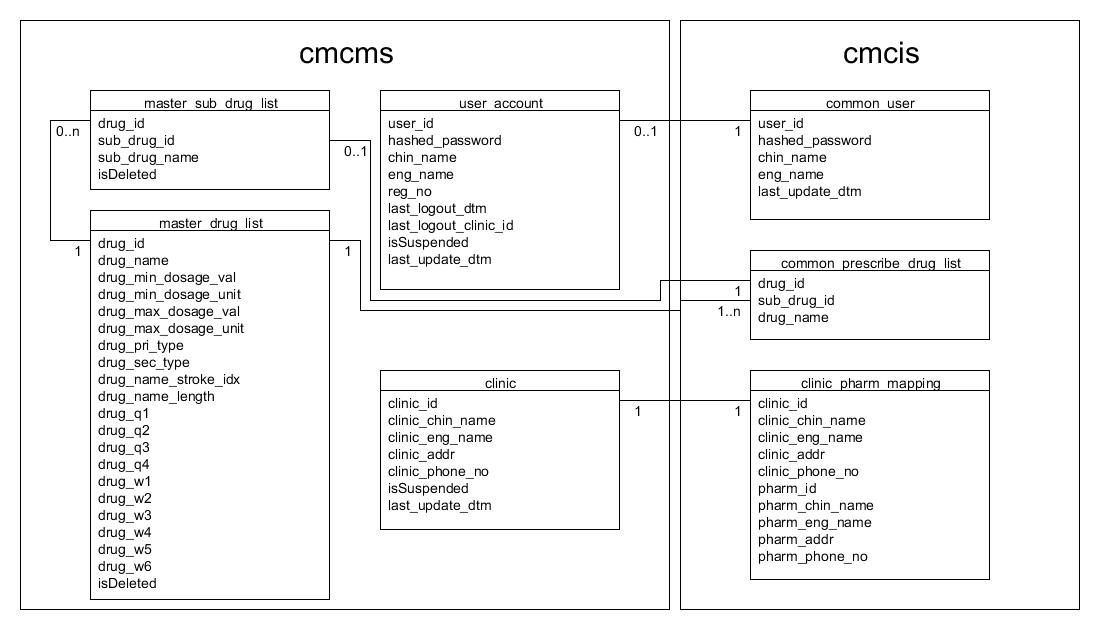 cmcms
master_sub_drug_list
0..n
drug_id
sub_drug_id
sub_drug_name
isDeleted
0..1
master_drug_list
1
drug_id
drug_name
drug_min_dosage_val
drug_min_dosage_unit
drug_max_dosage_val
drug_max_dosage_unit
drug_pri_type
drug_sec_type
drug_name_stroke_idx
drug_name_length
drug_q1
drug_q2
drug_q3
drug_q4
drug_w1
drug_w2
drug_w3
drug_w4
drug_w5
drug_w6
isDeleted
1
user_account
user_id
hashed_password
chin_name
eng_name
reg_no
last_logout_dtm
last_logout_clinic_id
isSuspended
last_update_dtm
0..1
clinic
clinic_id
clinic_chin_name
clinic_eng_name
clinic_addr
clinic_phone_no
isSuspended
last_update_dtm
1
cmcis
common_user
1
user_id
hashed_password
chin_name
eng_name
last_update_dtm
common_prescribe_drug_list
1
1..n
drug_id
sub_drug_id
drug_name
clinic_pharm_mapping
1
clinic_id
clinic_chin_name
clinic_eng_name
clinic_addr
clinic_phone_no
pharm_id
pharm_chin_name
pharm_eng_name
pharm_addr
pharm_phone_no